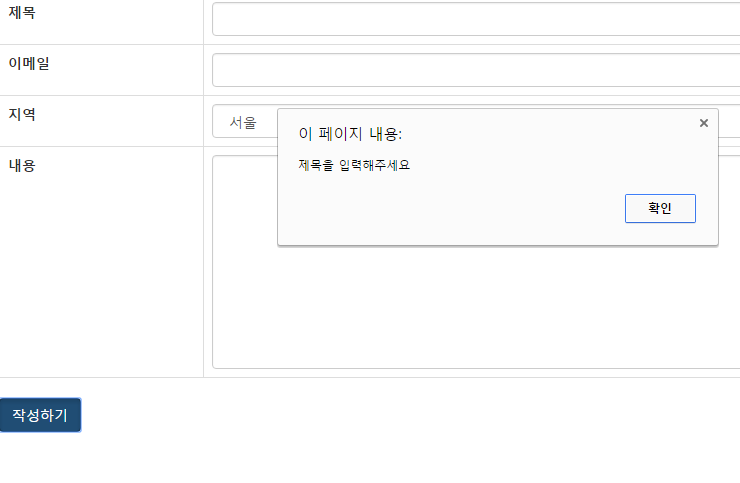 제목
이메일
지역
서울
이 페이지 내용:
×
제목을 입력해주세요
확인
내용
작성하기